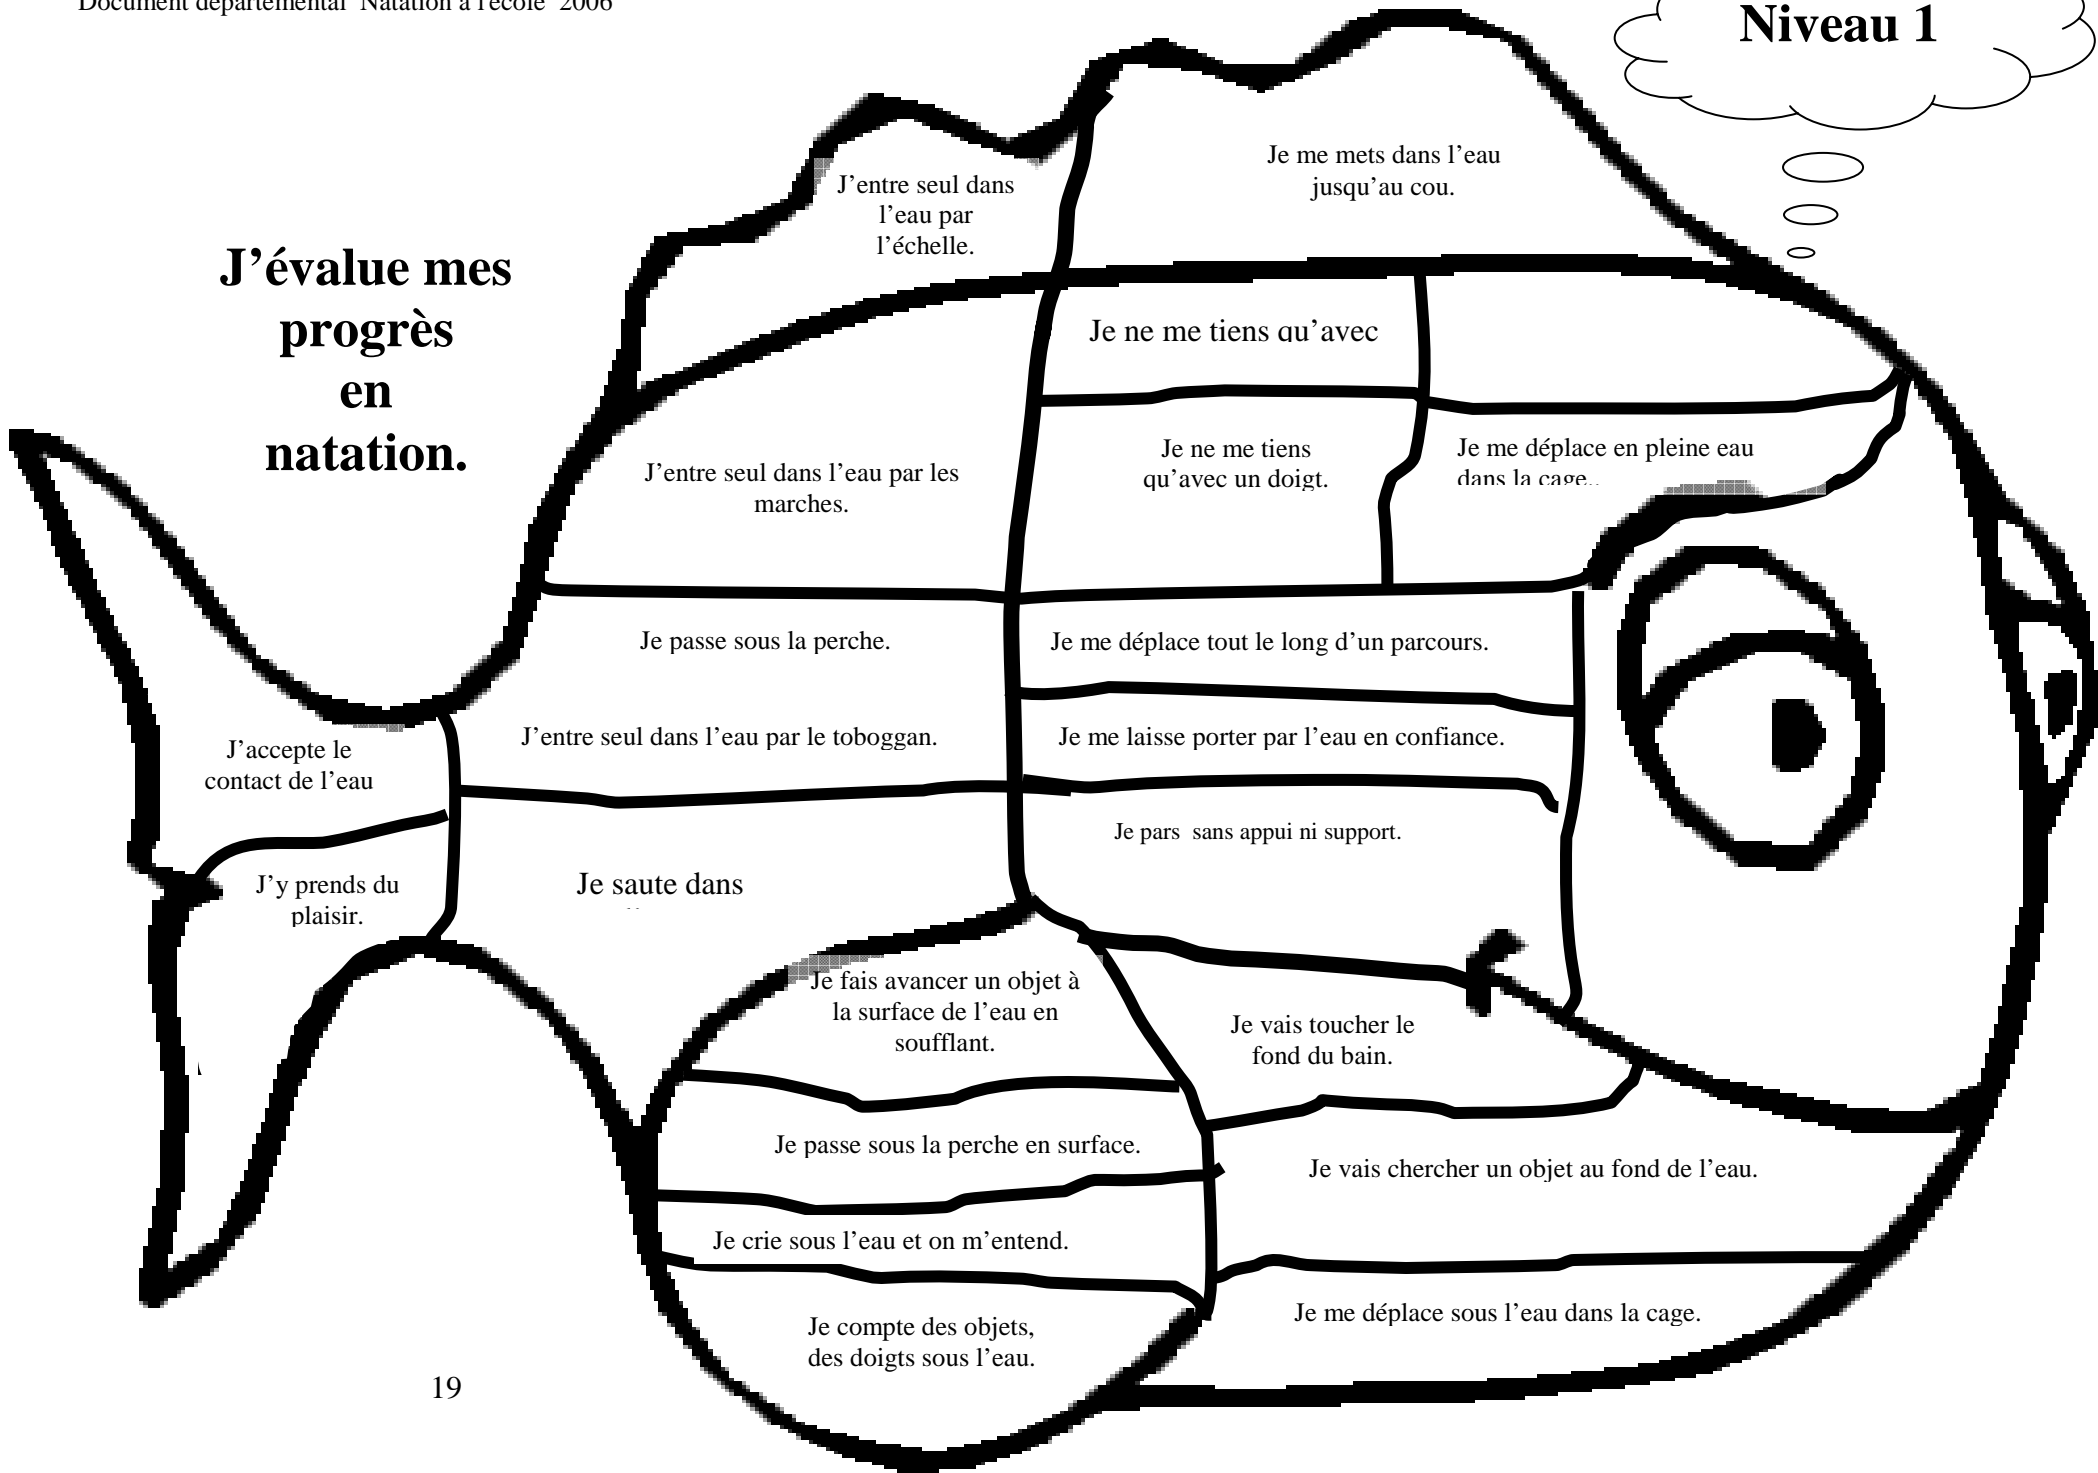 Document départemental Natation à l'école 2006
Niveau 1
J'évalue mes
progrès
en
natation.
J'entre seul dans
l'eau par
l'échelle.
Je me mets dans l'eau
jusqu'au cou.
Je ne me tiens qu'avec
J'entre seul dans l'eau par les
marches.
Je ne me tiens
qu'avec un doigt.
Je me déplace en pleine eau
dans la cage..
Je passe sous la perche.
Je me déplace tout le long d'un parcours.
J'accepte le
contact de l'eau
J'entre seul dans l'eau par le toboggan.
Je me laisse porter par l'eau en confiance.
Je pars  sans appui ni support.
J'y prends du
plaisir.
Je saute dans
Je fais avancer un objet à
la surface de l'eau en
soufflant.
Je vais toucher le
fond du bain.
Je passe sous la perche en surface.
Je vais chercher un objet au fond de l'eau.
Je crie sous l'eau et on m'entend.
Je me déplace sous l'eau dans la cage.
Je compte des objets,
des doigts sous l'eau.
19